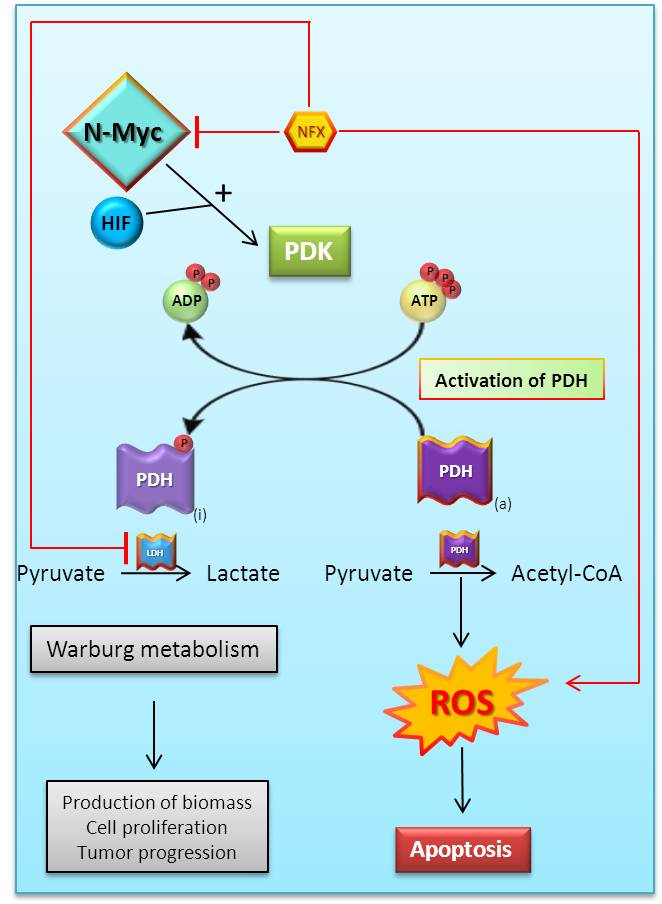 N-Myc
NFX
+
HIF
PDK
P
P
ADP
P
P
P
ATP
Activation of PDH
P
PDH
(i)
PDH
(a)
LDH
Pyruvate
Lactate
PDH
Pyruvate
Acetyl-CoA
Warburg metabolism
ROS
Production of biomass
Cell proliferation
Tumor progression
Apoptosis